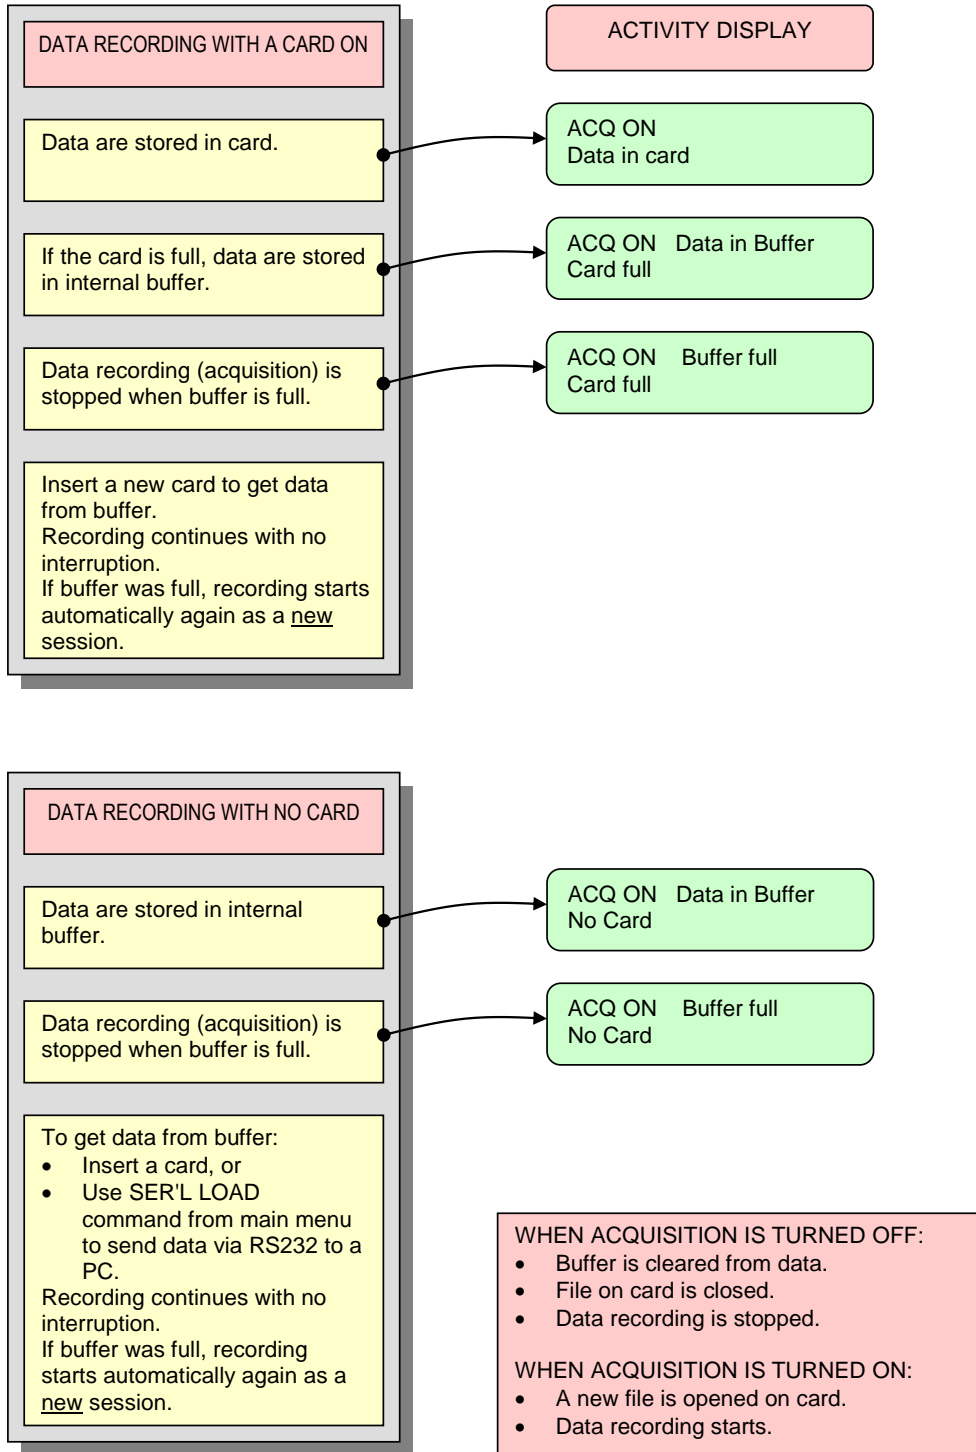 DATA RECORDING WITH A CARD ON
ACTIVITY DISPLAY
Data are stored in card.
ACQ ON
Data in card
If the card is full, data are stored
in internal buffer.
ACQ ON Data in Buffer
Card full
Data recording (acquisition) is
stopped when buffer is full.
ACQ ON Buffer full
Card full
Insert a new card to get data
from buffer.
Recording continues with no
interruption.
If buffer was full, recording starts
automatically again as a new
session.
DATA RECORDING WITH NO CARD
Data are stored in internal
buffer.
ACQ ON Data in Buffer
No Card
Data recording (acquisition) is
stopped when buffer is full.
ACQ ON Buffer full
No Card
To get data from buffer:
• Insert a card, or
• Use SER'L LOAD
command from main menu
to send data via RS232 to a
PC.
Recording continues with no
interruption.
If buffer was full, recording
starts automatically again as a
new session.
WHEN ACQUISITION IS TURNED OFF:
• Buffer is cleared from data.
• File on card is closed.
• Data recording is stopped.
WHEN ACQUISITION IS TURNED ON:
• A new file is opened on card.
• Data recording starts.